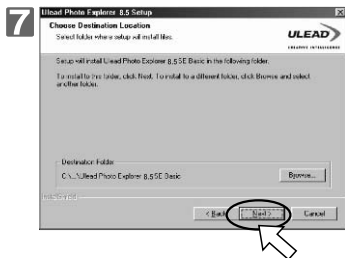 7
Ulead Photo Explorer 8.5 Setup
Choose Destination Location
Select folder where setup will install files.
ULEAD
CREATIVE INTELLIGENCE
Setup will install Ulead Photo Explorer 8.5 SE Basic in the following folder.
To install to this folder, click Next. To install to a different folder, click Browse and select
another folder.
Destination Folder
C:\...\Ulead Photo Explorer 8.5 SE Basic
Browse...
InstallShield
< Back
Next >
Cancel